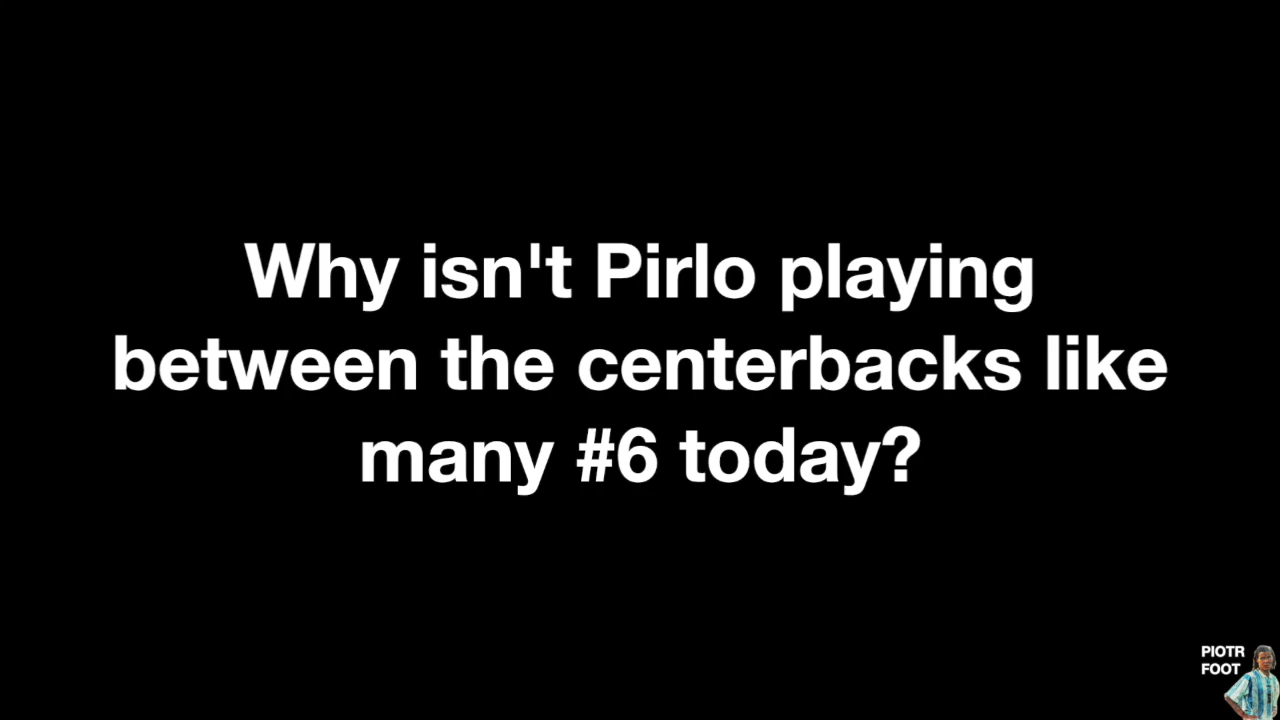 Why isn't Pirlo playing
between the centerbacks like
many #6 today?
PIOTR
FOOT